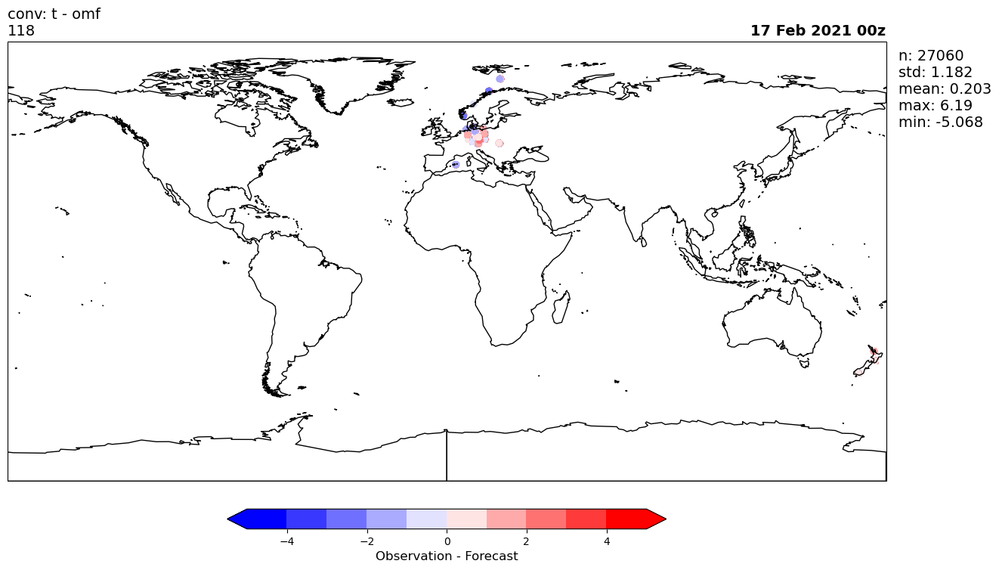 conv: t - omf
118
17 Feb 2021 00z
n: 27060
std: 1.182
mean: 0.203
max: 6.19
min: -5.068
−4 −2 0 2 4
Observation - Forecast